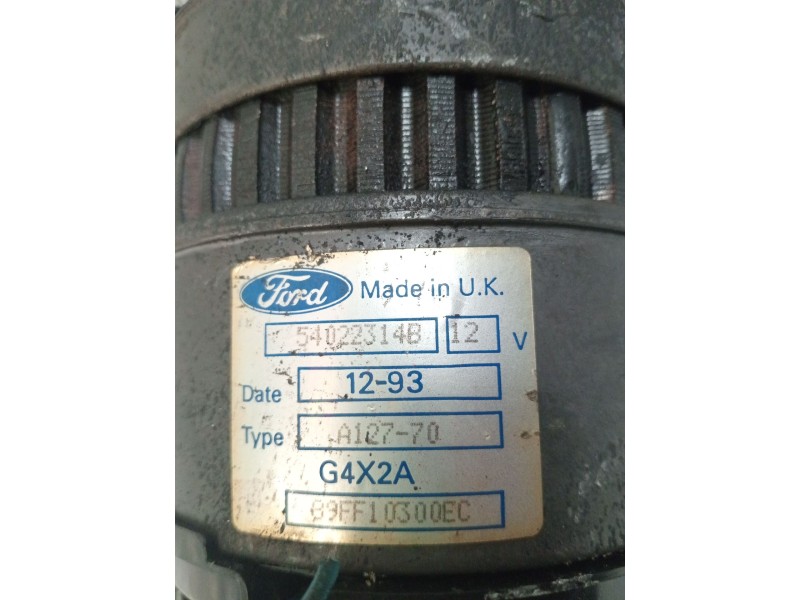 Ford Made in U.K.
54022314B 12 V
Date 12-93
Type A127-70
G4X2A
89FF10300EC